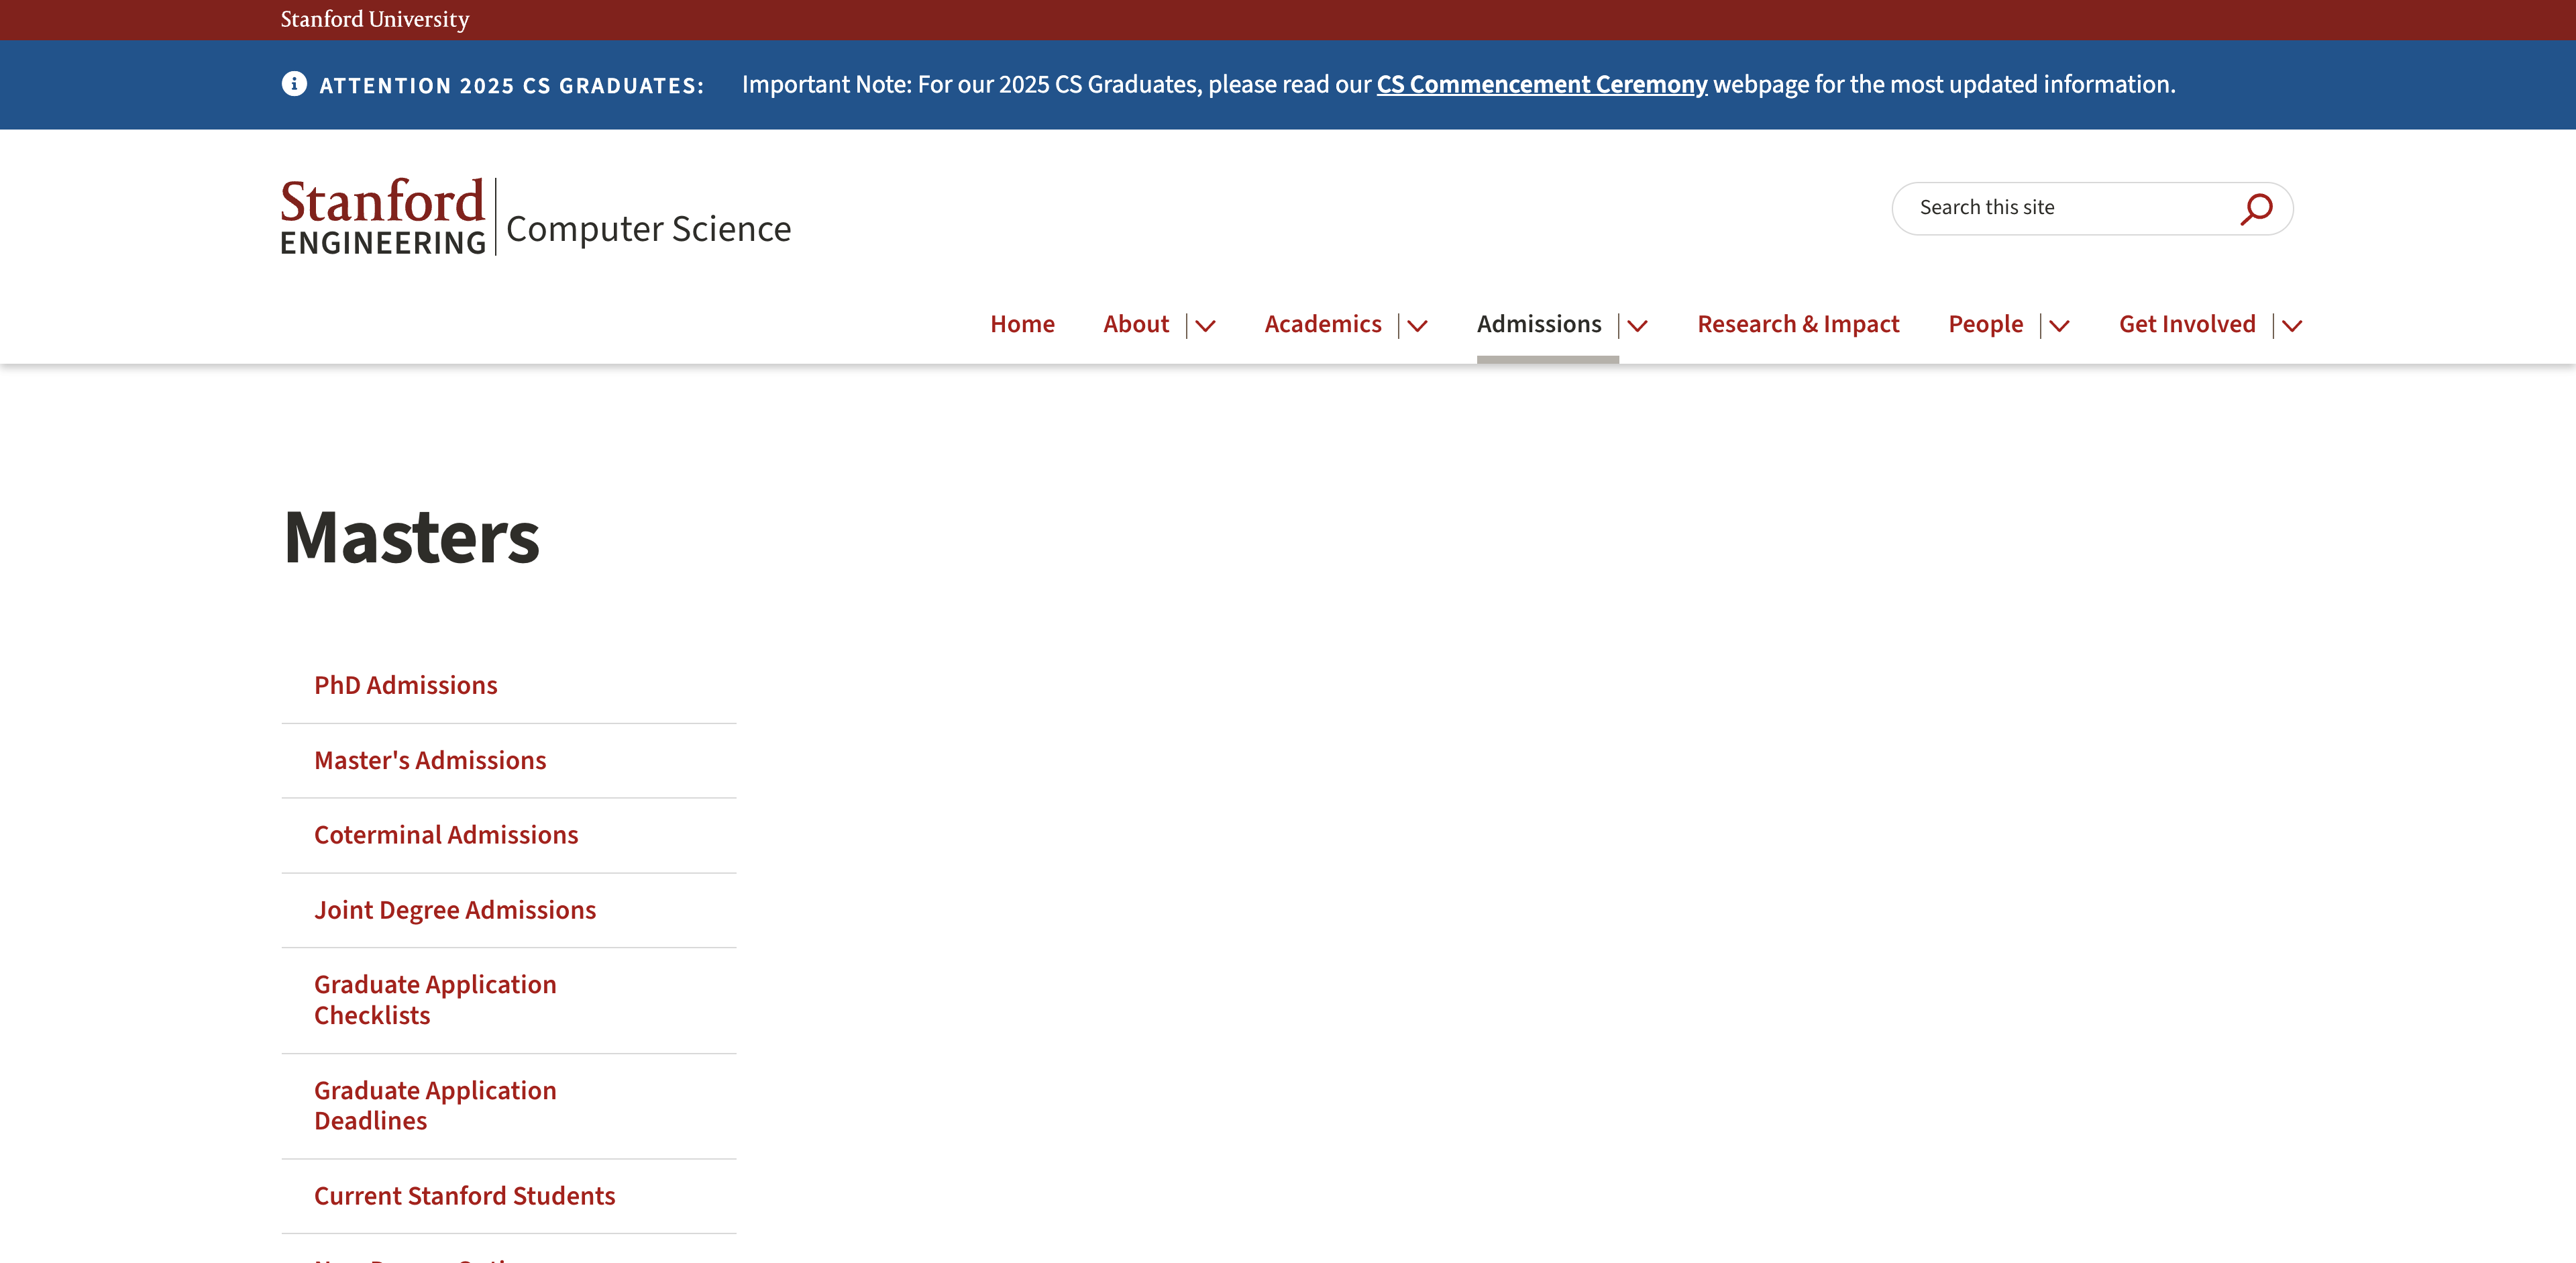 Stanford University
ATTENTION 2025 CS GRADUATES: Important Note: For our 2025 CS Graduates, please read our CS Commencement Ceremony webpage for the most updated information.
Stanford
ENGINEERING
Computer Science
Search this site
Home About Academics Admissions Research & Impact People Get Involved
Masters
PhD Admissions
Master's Admissions
Coterminal Admissions
Joint Degree Admissions
Graduate Application
Checklists
Graduate Application
Deadlines
Current Stanford Students